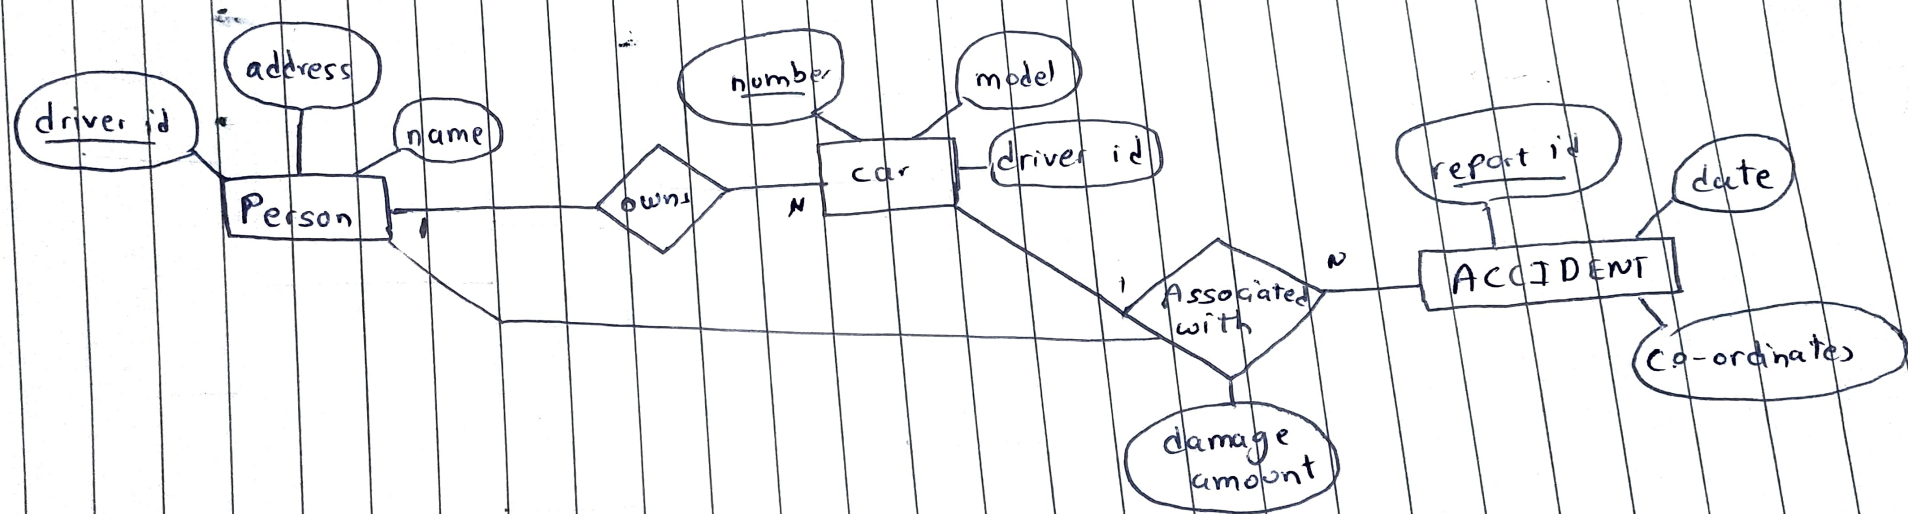 address
number
model
driver id
name
driver id
report id
date
car
owns
Person
1
N
ACCIDENT
N
1
Associated
with
co-ordinates
damage
amount